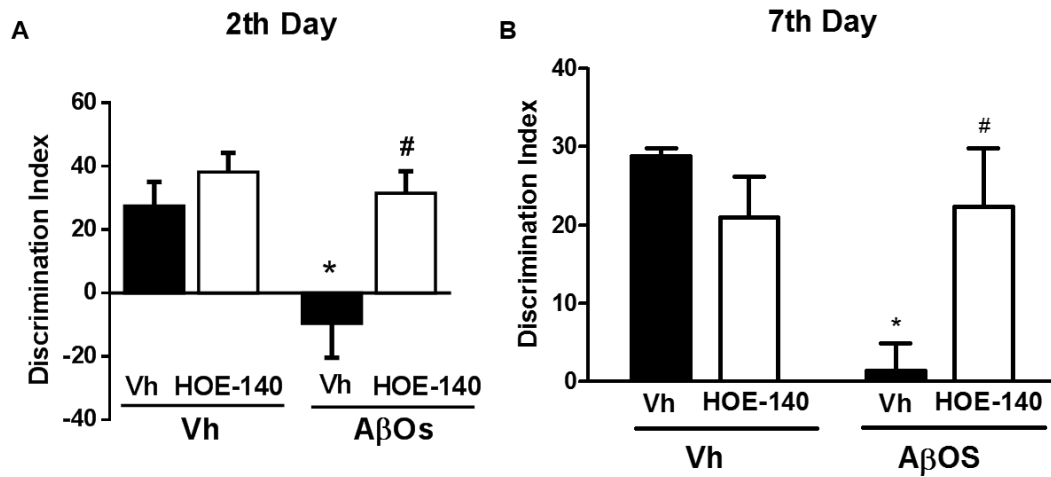 A
2th Day
Discrimination Index
60
40
20
0
-20
-40
#
*
Vh HOE-140 Vh HOE-140
Vh AβOs
B
7th Day
Discrimination Index
40
30
20
10
0
#
*
Vh HOE-140 Vh HOE-140
Vh AβOS